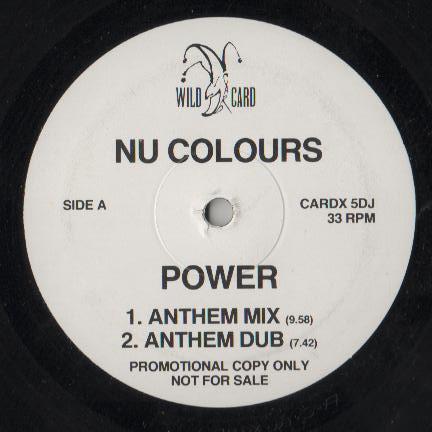 WILD CARD
NU COLOURS
SIDE A
CARDX 5DJ
33 RPM
POWER
1. ANTHEM MIX (9.58)
2. ANTHEM DUB (7.42)
PROMOTIONAL COPY ONLY
NOT FOR SALE